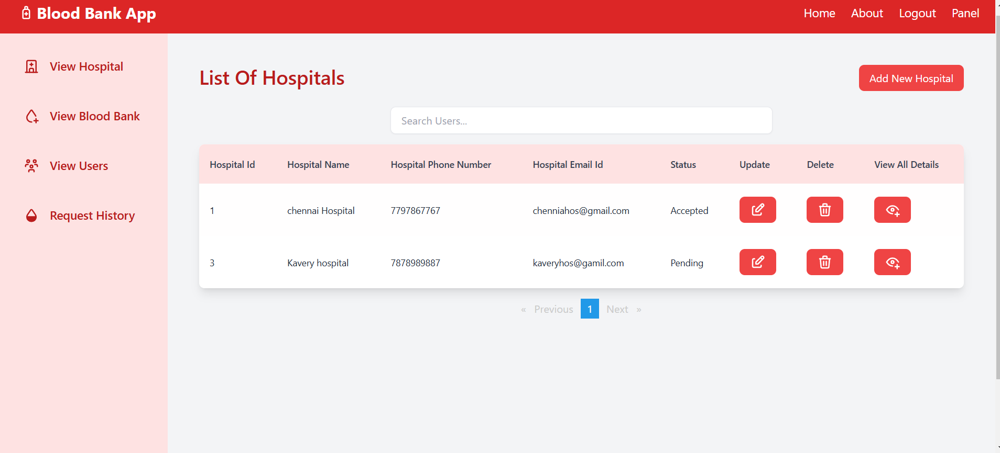 Blood Bank App
Home About Logout Panel
View Hospital
View Blood Bank
View Users
Request History
List Of Hospitals
Add New Hospital
Search Users...
Hospital Id Hospital Name Hospital Phone Number Hospital Email Id Status Update Delete View All Details
1 chennai Hospital 7797867767 chenniahos@gmail.com Accepted
3 Kavery hospital 7878989887 kaveryhos@gamil.com Pending
« Previous 1 Next »